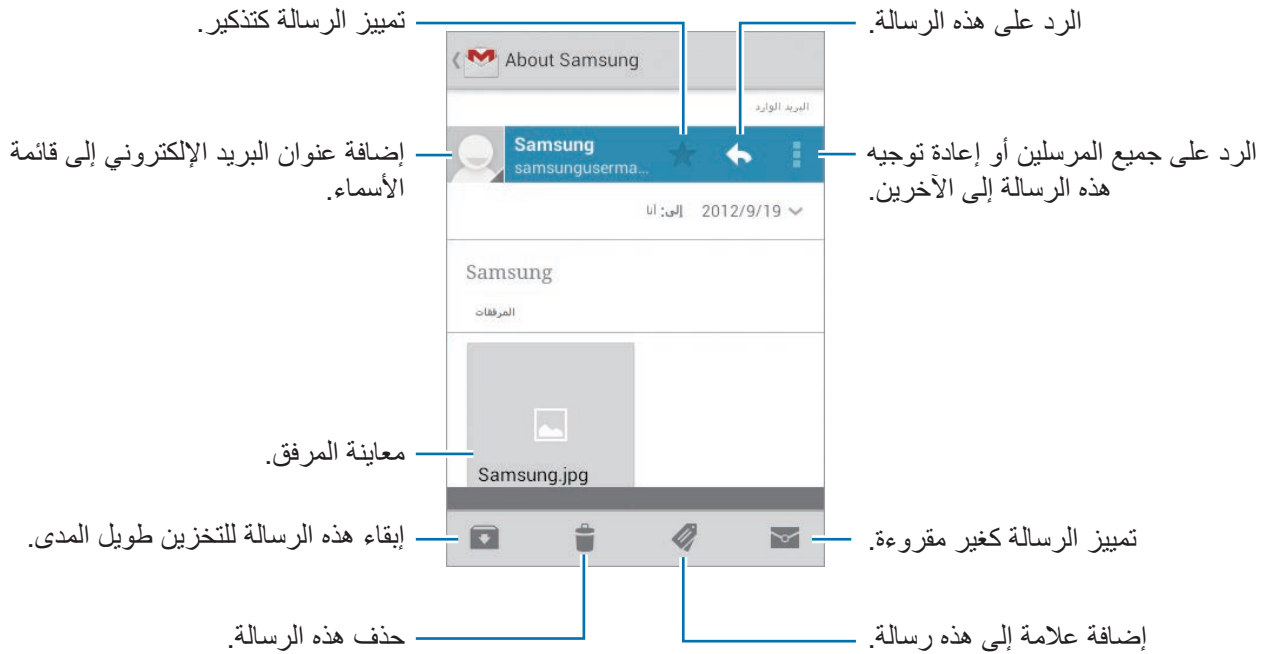 تمييز الرسالة كتذكير.
الرد على هذه الرسالة.
About Samsung
البريد الوارد
Samsung
samsunguserma...
إضافة عنوان البريد الإلكتروني إلى قائمة
الأسماء.
الرد على جميع المرسلين أو إعادة توجيه
هذه الرسالة إلى الآخرين.
إلى: أنا 2012/9/19
Samsung
المرفقات
معاينة المرفق.
Samsung.jpg
إبقاء هذه الرسالة للتخزين طويل المدى.
تمييز الرسالة كغير مقروءة.
حذف هذه الرسالة.
إضافة علامة إلى هذه رسالة.